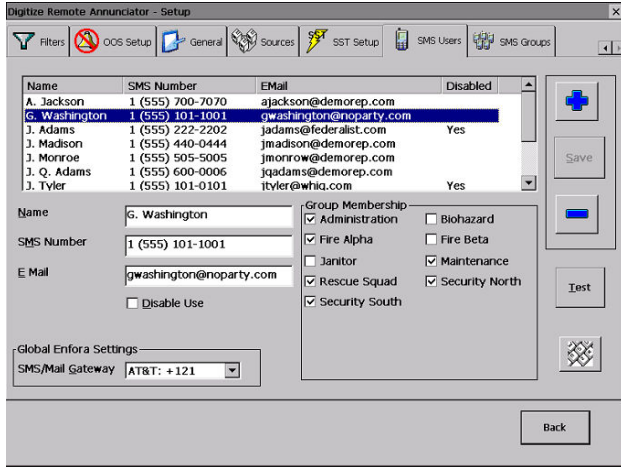 Digitize Remote Annunciator - Setup
Filters OOS Setup General Sources SST Setup SMS Users SMS Groups
Name SMS Number EMail Disabled
A. Jackson 1 (555) 700-7070 ajackson@demorep.com
G. Washington 1 (555) 101-1001 gwashington@noparty.com
J. Adams 1 (555) 222-2202 jadams@federalist.com Yes
J. Madison 1 (555) 440-0444 jmadison@demorep.com
J. Monroe 1 (555) 505-5005 jmonrow@demorep.com
J. Q. Adams 1 (555) 600-0006 jqadams@demorep.com
J. Tyler 1 (555) 101-0101 jtyler@whig.com Yes
Save
Name G. Washington
SMS Number 1 (555) 101-1001
E Mail gwashington@noparty.com
Disable Use
Group Membership
Administration Biohazard
Fire Alpha Fire Beta
Janitor Maintenance
Rescue Squad Security North
Security South
Test
Global Enfora Settings
SMS/Mail Gateway AT&T: +121
Back